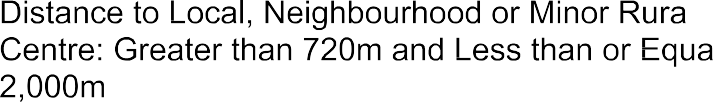 Distance to Local, Neighbourhood or Minor Rura
Centre: Greater than 720m and Less than or Equa
2,000m